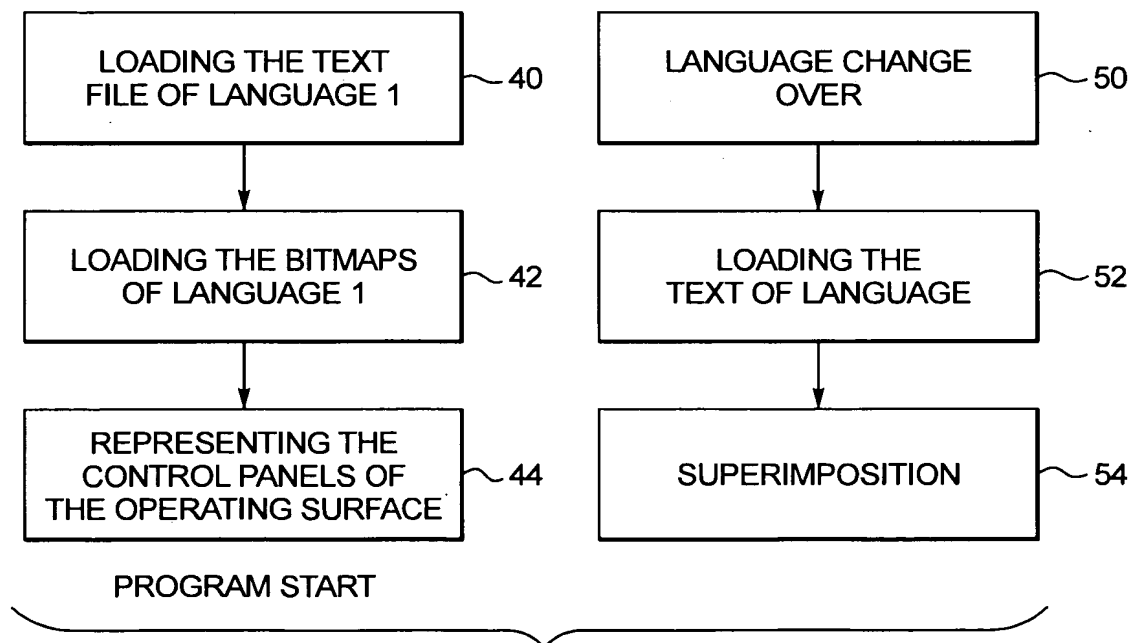 LOADING THE TEXT
FILE OF LANGUAGE 1
40
LOADING THE BITMAPS
OF LANGUAGE 1
42
REPRESENTING THE
CONTROL PANELS OF
THE OPERATING SURFACE
44
PROGRAM START
LANGUAGE CHANGE
OVER
50
LOADING THE
TEXT OF LANGUAGE
52
SUPERIMPOSITION
54